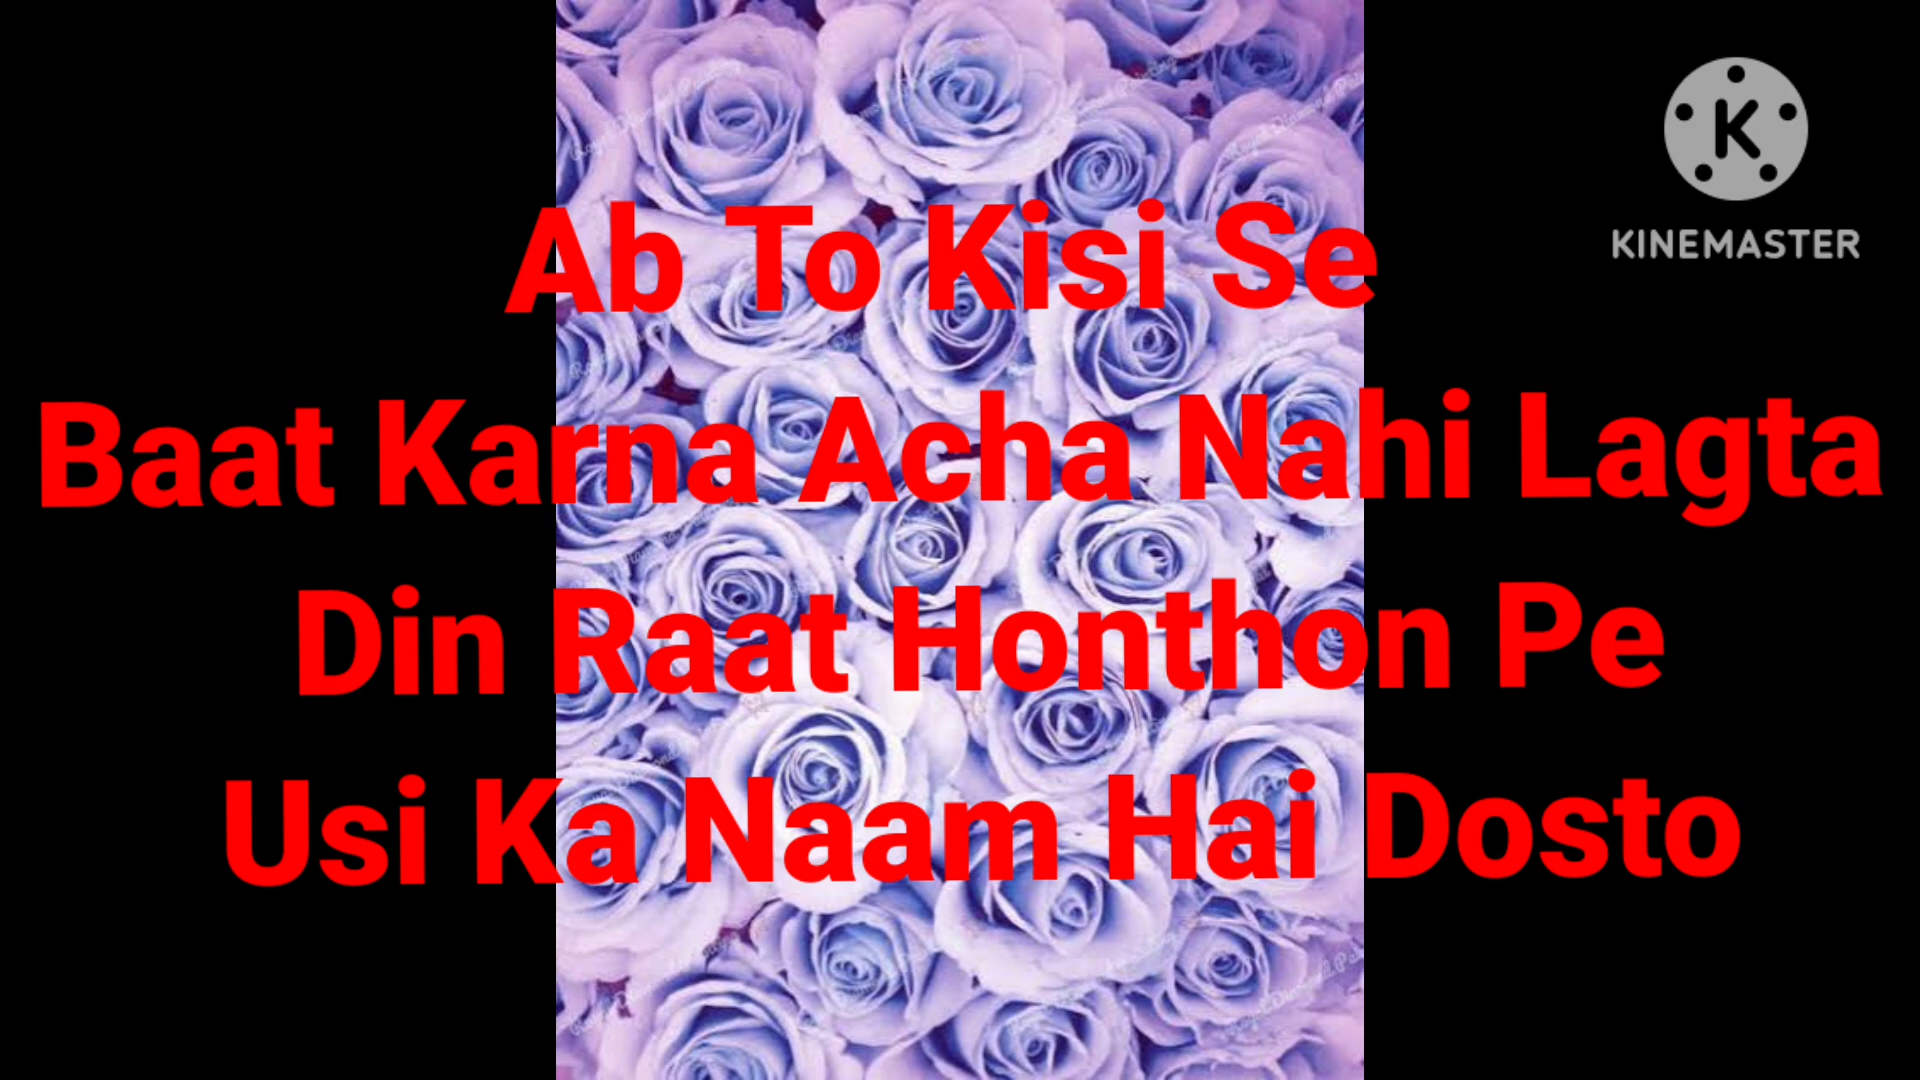 KINEMASTER
Ab To Kisi Se
Baat Karna Acha Nahi Lagta
Din Raat Honthon Pe
Usi Ka Naam Hai Dosto